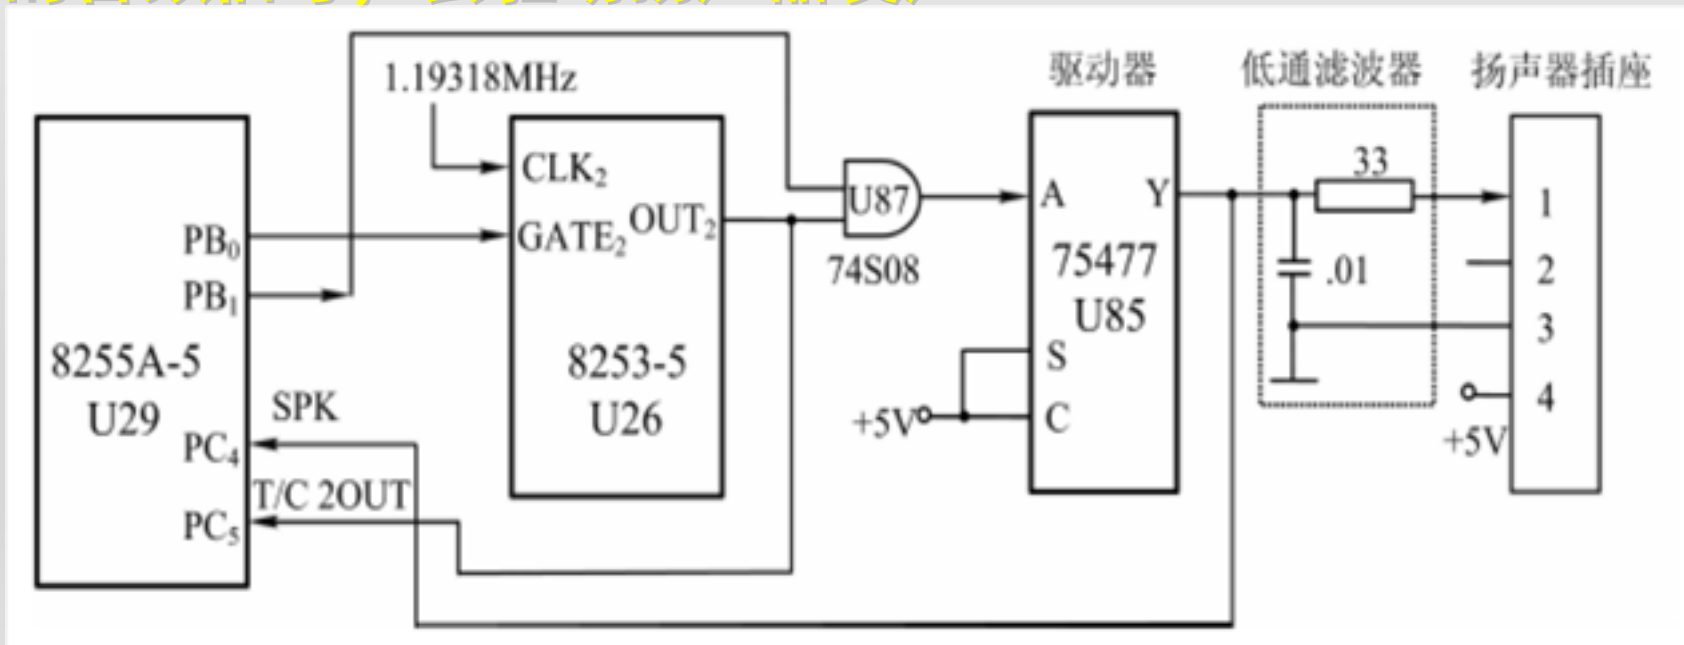 1.19318MHz
驱动器
低通滤波器
扬声器插座
CLK₂
GATE₂
OUT₂
8253-5
U26
PB₀
PB₁
8255A-5
U29
PC₄
PC₅
SPK
T/C 2OUT
U87
74S08
A
Y
75477
U85
S
C
+5V
33
.01
1
2
3
4
+5V